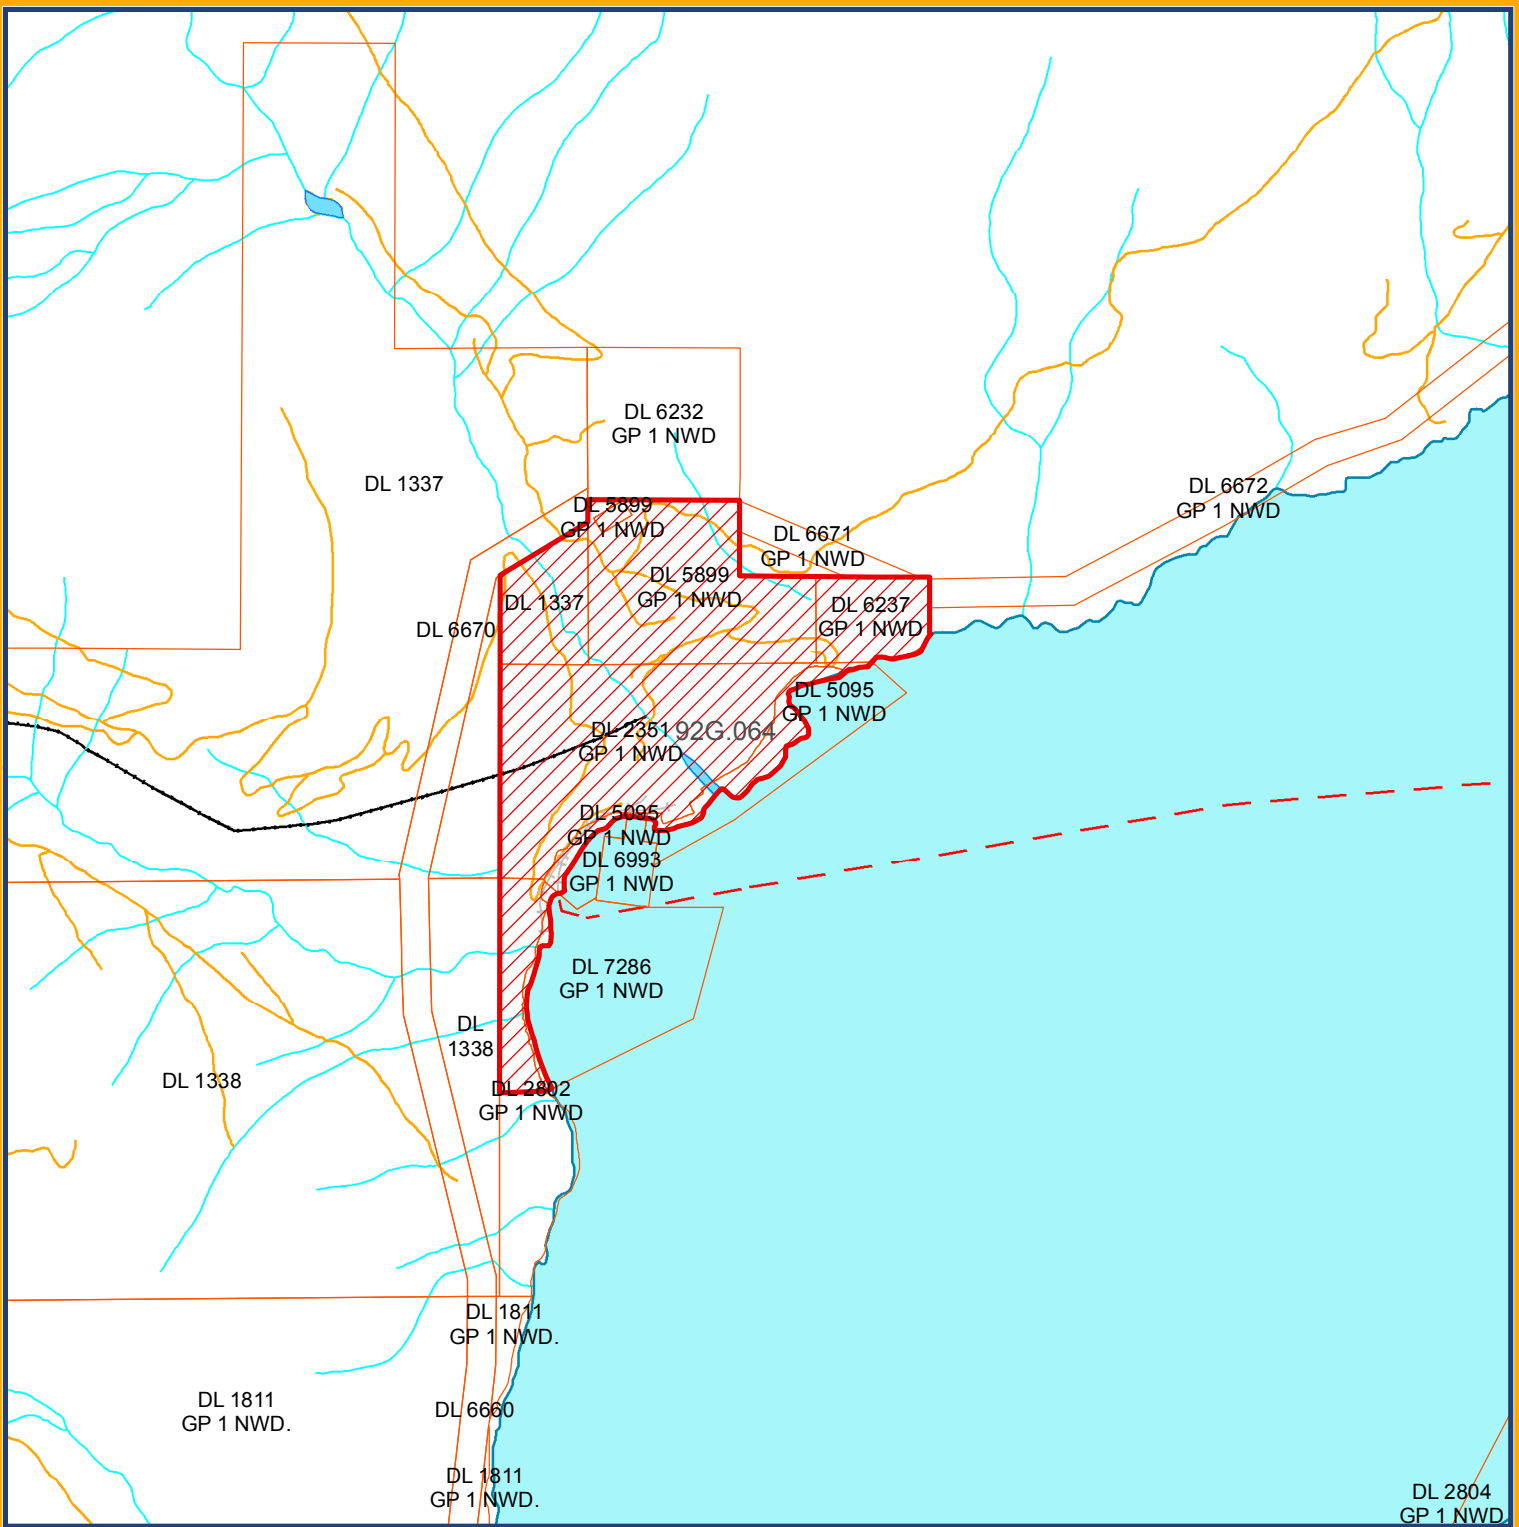 DL 6232
GP 1 NWD
DL 1337
DL 6672
GP 1 NWD
DL 5899
GP 1 NWD
DL 6671
GP 1 NWD
DL 5899
GP 1 NWD
DL 1337
DL 6237
GP 1 NWD
DL 6670
DL 5095
GP 1 NWD
DL 2351
GP 1 NWD
92G.064
DL 5095
GP 1 NWD
DL 6993
GP 1 NWD
DL 7286
GP 1 NWD
DL
1338
DL 1338
DL 2802
GP 1 NWD
DL 1811
GP 1 NWD.
DL 1811
GP 1 NWD.
DL 6660
DL 1811
GP 1 NWD.
DL 2804
GP 1 NWD